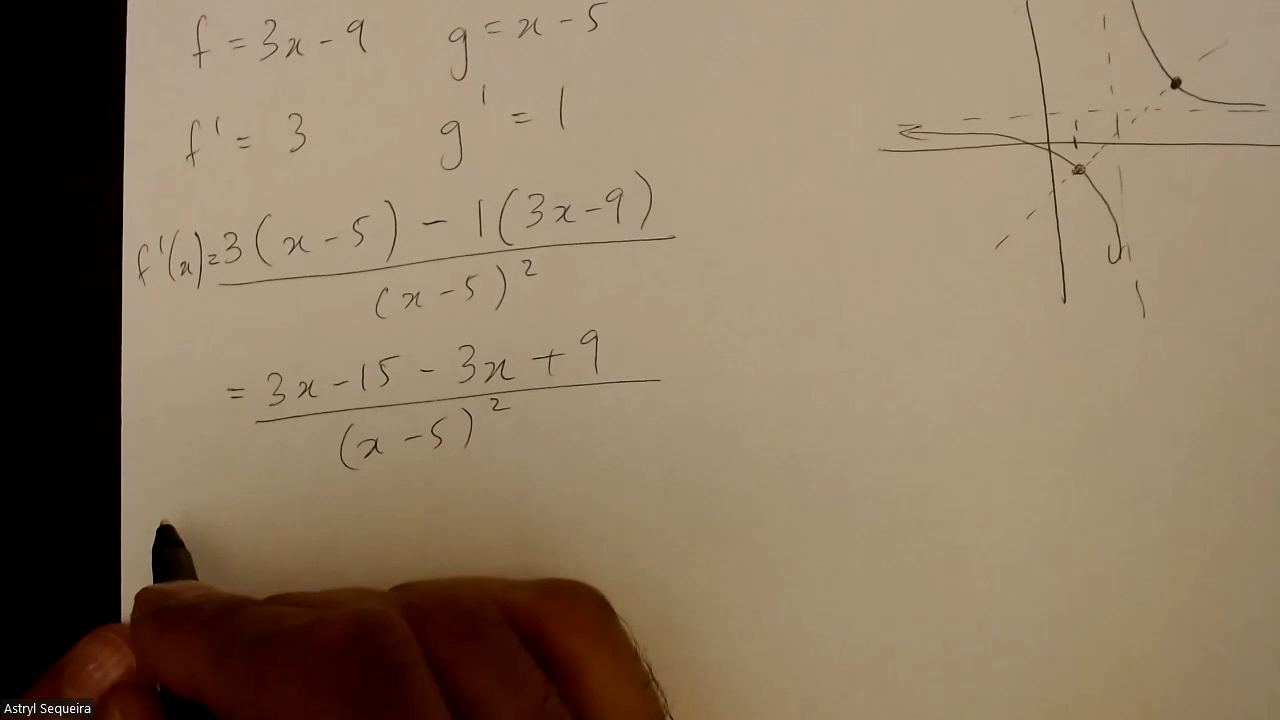 f = 3x - 9 g = x - 5
f' = 3 g' = 1
f'(x) = 3(x - 5) - 1(3x - 9)
(x - 5)²
= 3x - 15 - 3x + 9
(x - 5)²
Astryl Sequeira